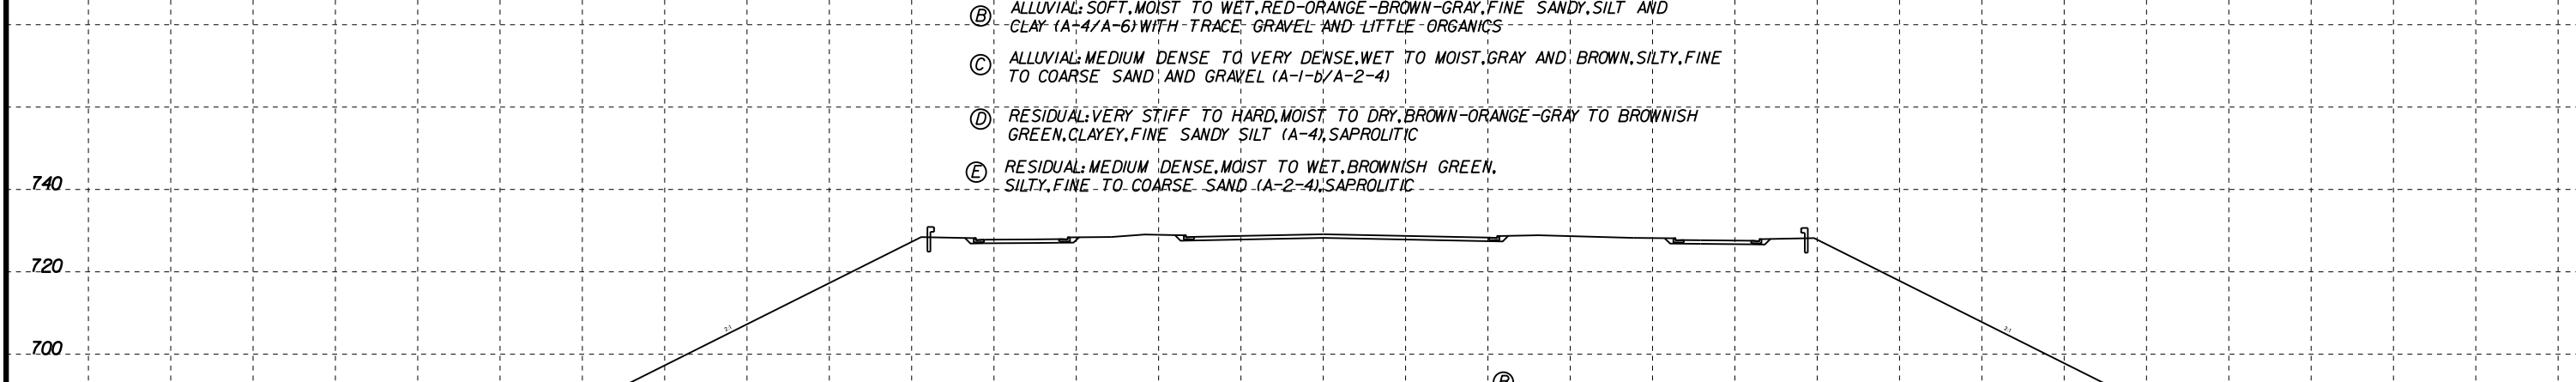 Ⓑ ALLUVIAL: SOFT, MOIST TO WET, RED-ORANGE-BROWN-GRAY, FINE SANDY, SILT AND
CLAY (A-4/A-6) WITH TRACE GRAVEL AND LITTLE ORGANICS
Ⓒ ALLUVIAL: MEDIUM DENSE TO VERY DENSE, WET TO MOIST, GRAY AND BROWN, SILTY, FINE
TO COARSE SAND AND GRAVEL (A-1-b/A-2-4)
Ⓓ RESIDUAL: VERY STIFF TO HARD, MOIST TO DRY, BROWN-ORANGE-GRAY TO BROWNISH
GREEN, CLAYEY, FINE SANDY SILT (A-4), SAPROLITIC
Ⓔ RESIDUAL: MEDIUM DENSE, MOIST TO WET, BROWNISH GREEN,
SILTY, FINE TO COARSE SAND (A-2-4), SAPROLITIC
740
720
2:1
2:1
700
Ⓑ